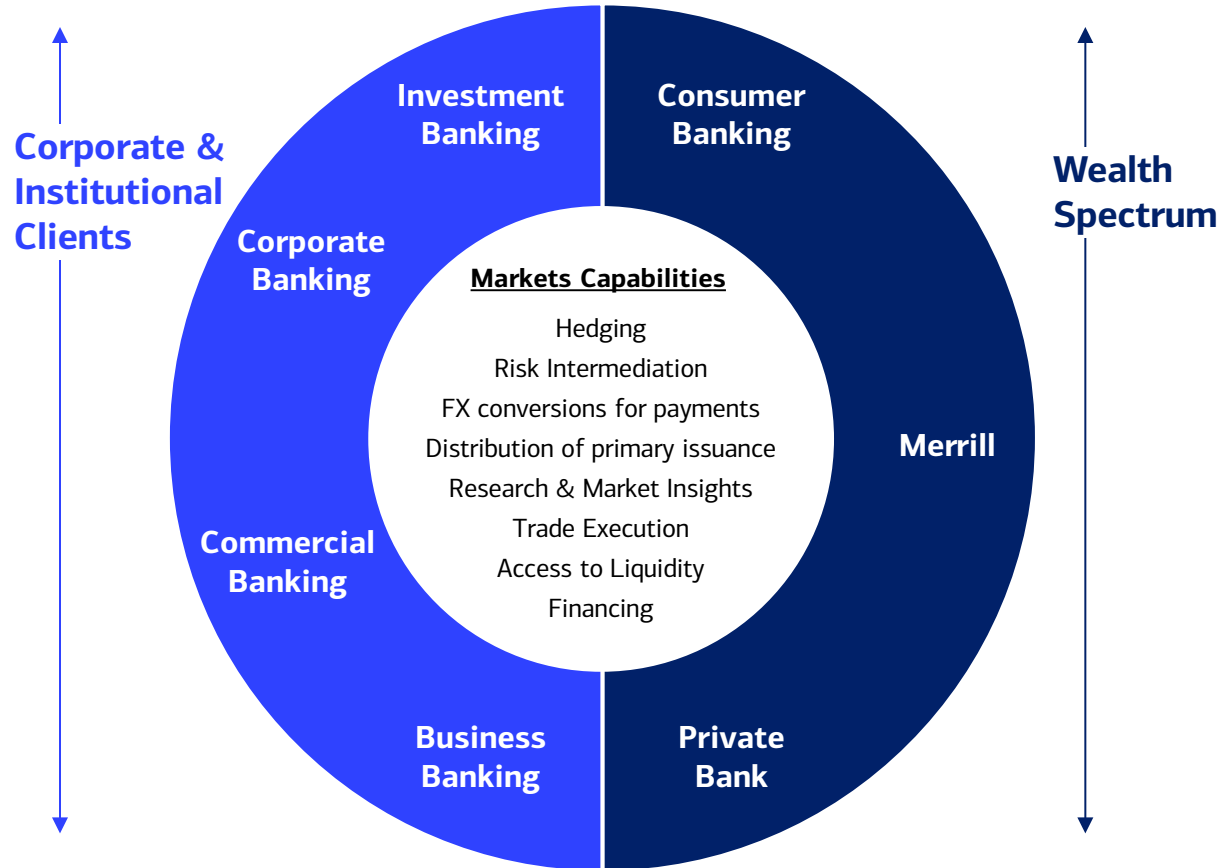 Corporate &
Institutional
Clients
Investment
Banking
Corporate
Banking
Commercial
Banking
Business
Banking
Markets Capabilities
Hedging
Risk Intermediation
FX conversions for payments
Distribution of primary issuance
Research & Market Insights
Trade Execution
Access to Liquidity
Financing
Consumer
Banking
Merrill
Private
Bank
Wealth
Spectrum